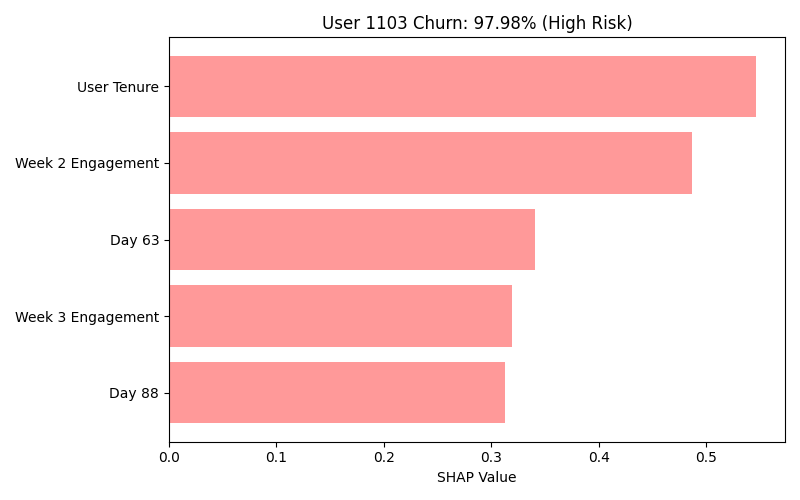 User 1103 Churn: 97.98% (High Risk)
User Tenure
Week 2 Engagement
Day 63
Week 3 Engagement
Day 88
0.0 0.1 0.2 0.3 0.4 0.5
SHAP Value